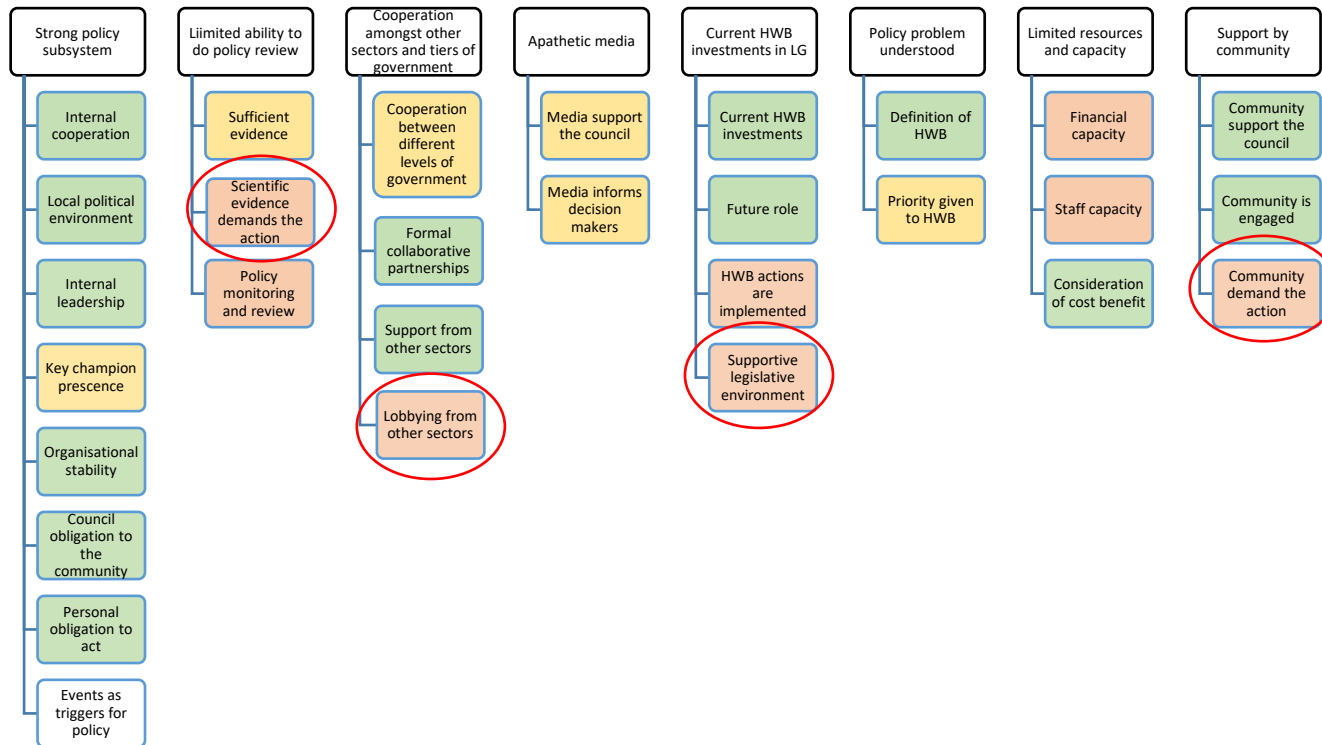 Strong policy
subsystem
Internal
cooperation
Local political
environment
Internal
leadership
Key champion
prescence
Organisational
stability
Council
obligation to
the
community
Personal
obligation to
act
Events as
triggers for
policy
Liimited ability to
do policy review
Sufficient
evidence
Scientific
evidence
demands the
action
Policy
monitoring
and review
Cooperation
amongst other
sectors and tiers of
government
Cooperation
between
different
levels of
government
Formal
collaborative
partnerships
Support from
other sectors
Lobbying from
other sectors
Apathetic media
Media support
the council
Media informs
decision
makers
Current HWB
investments in LG
Current HWB
investments
Future role
HWB actions
are
implemented
Supportive
legislative
environment
Policy problem
understood
Definition of
HWB
Priority given
to HWB
Limited resources
and capacity
Financial
capacity
Staff capacity
Consideration
of cost benefit
Support by
community
Community
support the
council
Community is
engaged
Community
demand the
action